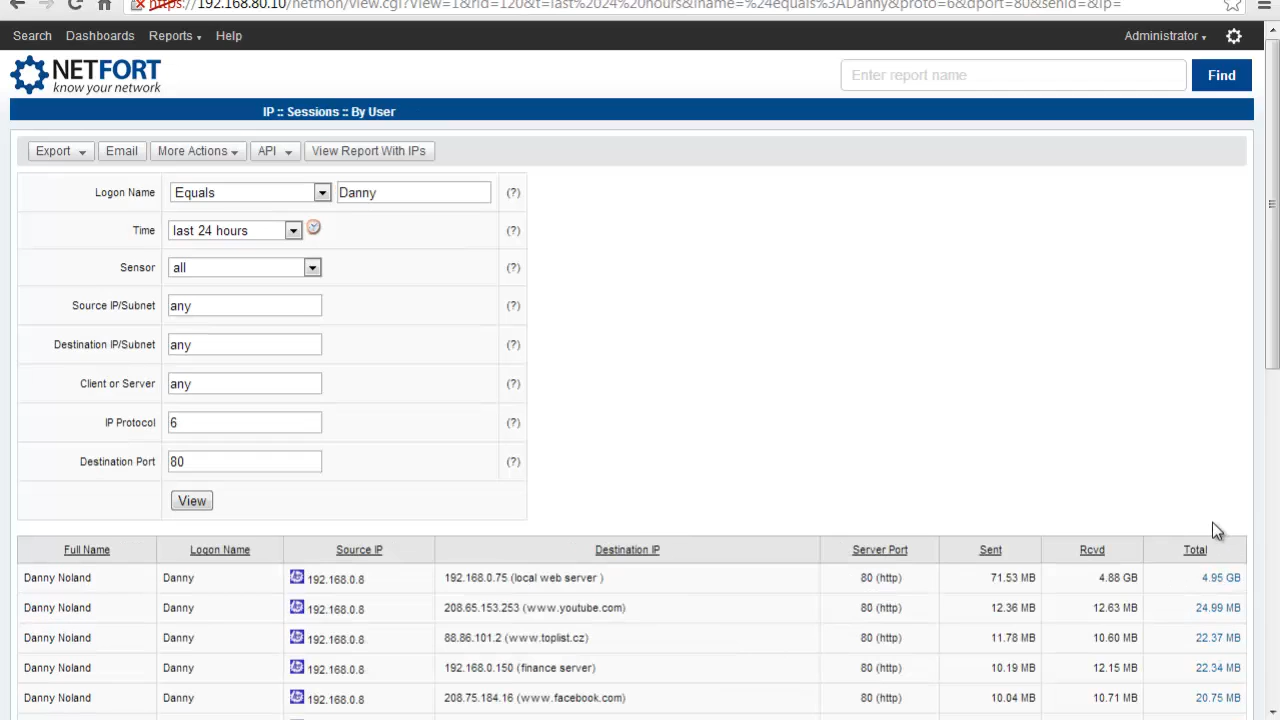 https://192.168.80.10/netmon/view.cgi?view=1&rid=120&t=last%2024%20hours&lname=%24equals%3ADanny&proto=6&dport=80&senid=&ip=
Search Dashboards Reports Help Administrator
NETFORT
know your network
Enter report name Find
IP :: Sessions :: By User
Export Email More Actions API View Report With IPs
Logon Name Equals Danny (?)
Time last 24 hours (?)
Sensor all (?)
Source IP/Subnet any (?)
Destination IP/Subnet any (?)
Client or Server any (?)
IP Protocol 6 (?)
Destination Port 80 (?)
View
Full Name Logon Name Source IP Destination IP Server Port Sent Rcvd Total
Danny Noland Danny 192.168.0.8 192.168.0.75 (local web server ) 80 (http) 71.53 MB 4.88 GB 4.95 GB
Danny Noland Danny 192.168.0.8 208.65.153.253 (www.youtube.com) 80 (http) 12.36 MB 12.63 MB 24.99 MB
Danny Noland Danny 192.168.0.8 88.86.101.2 (www.toplist.cz) 80 (http) 11.78 MB 10.60 MB 22.37 MB
Danny Noland Danny 192.168.0.8 192.168.0.150 (finance server) 80 (http) 10.19 MB 12.15 MB 22.34 MB
Danny Noland Danny 192.168.0.8 208.75.184.16 (www.facebook.com) 80 (http) 10.04 MB 10.71 MB 20.75 MB